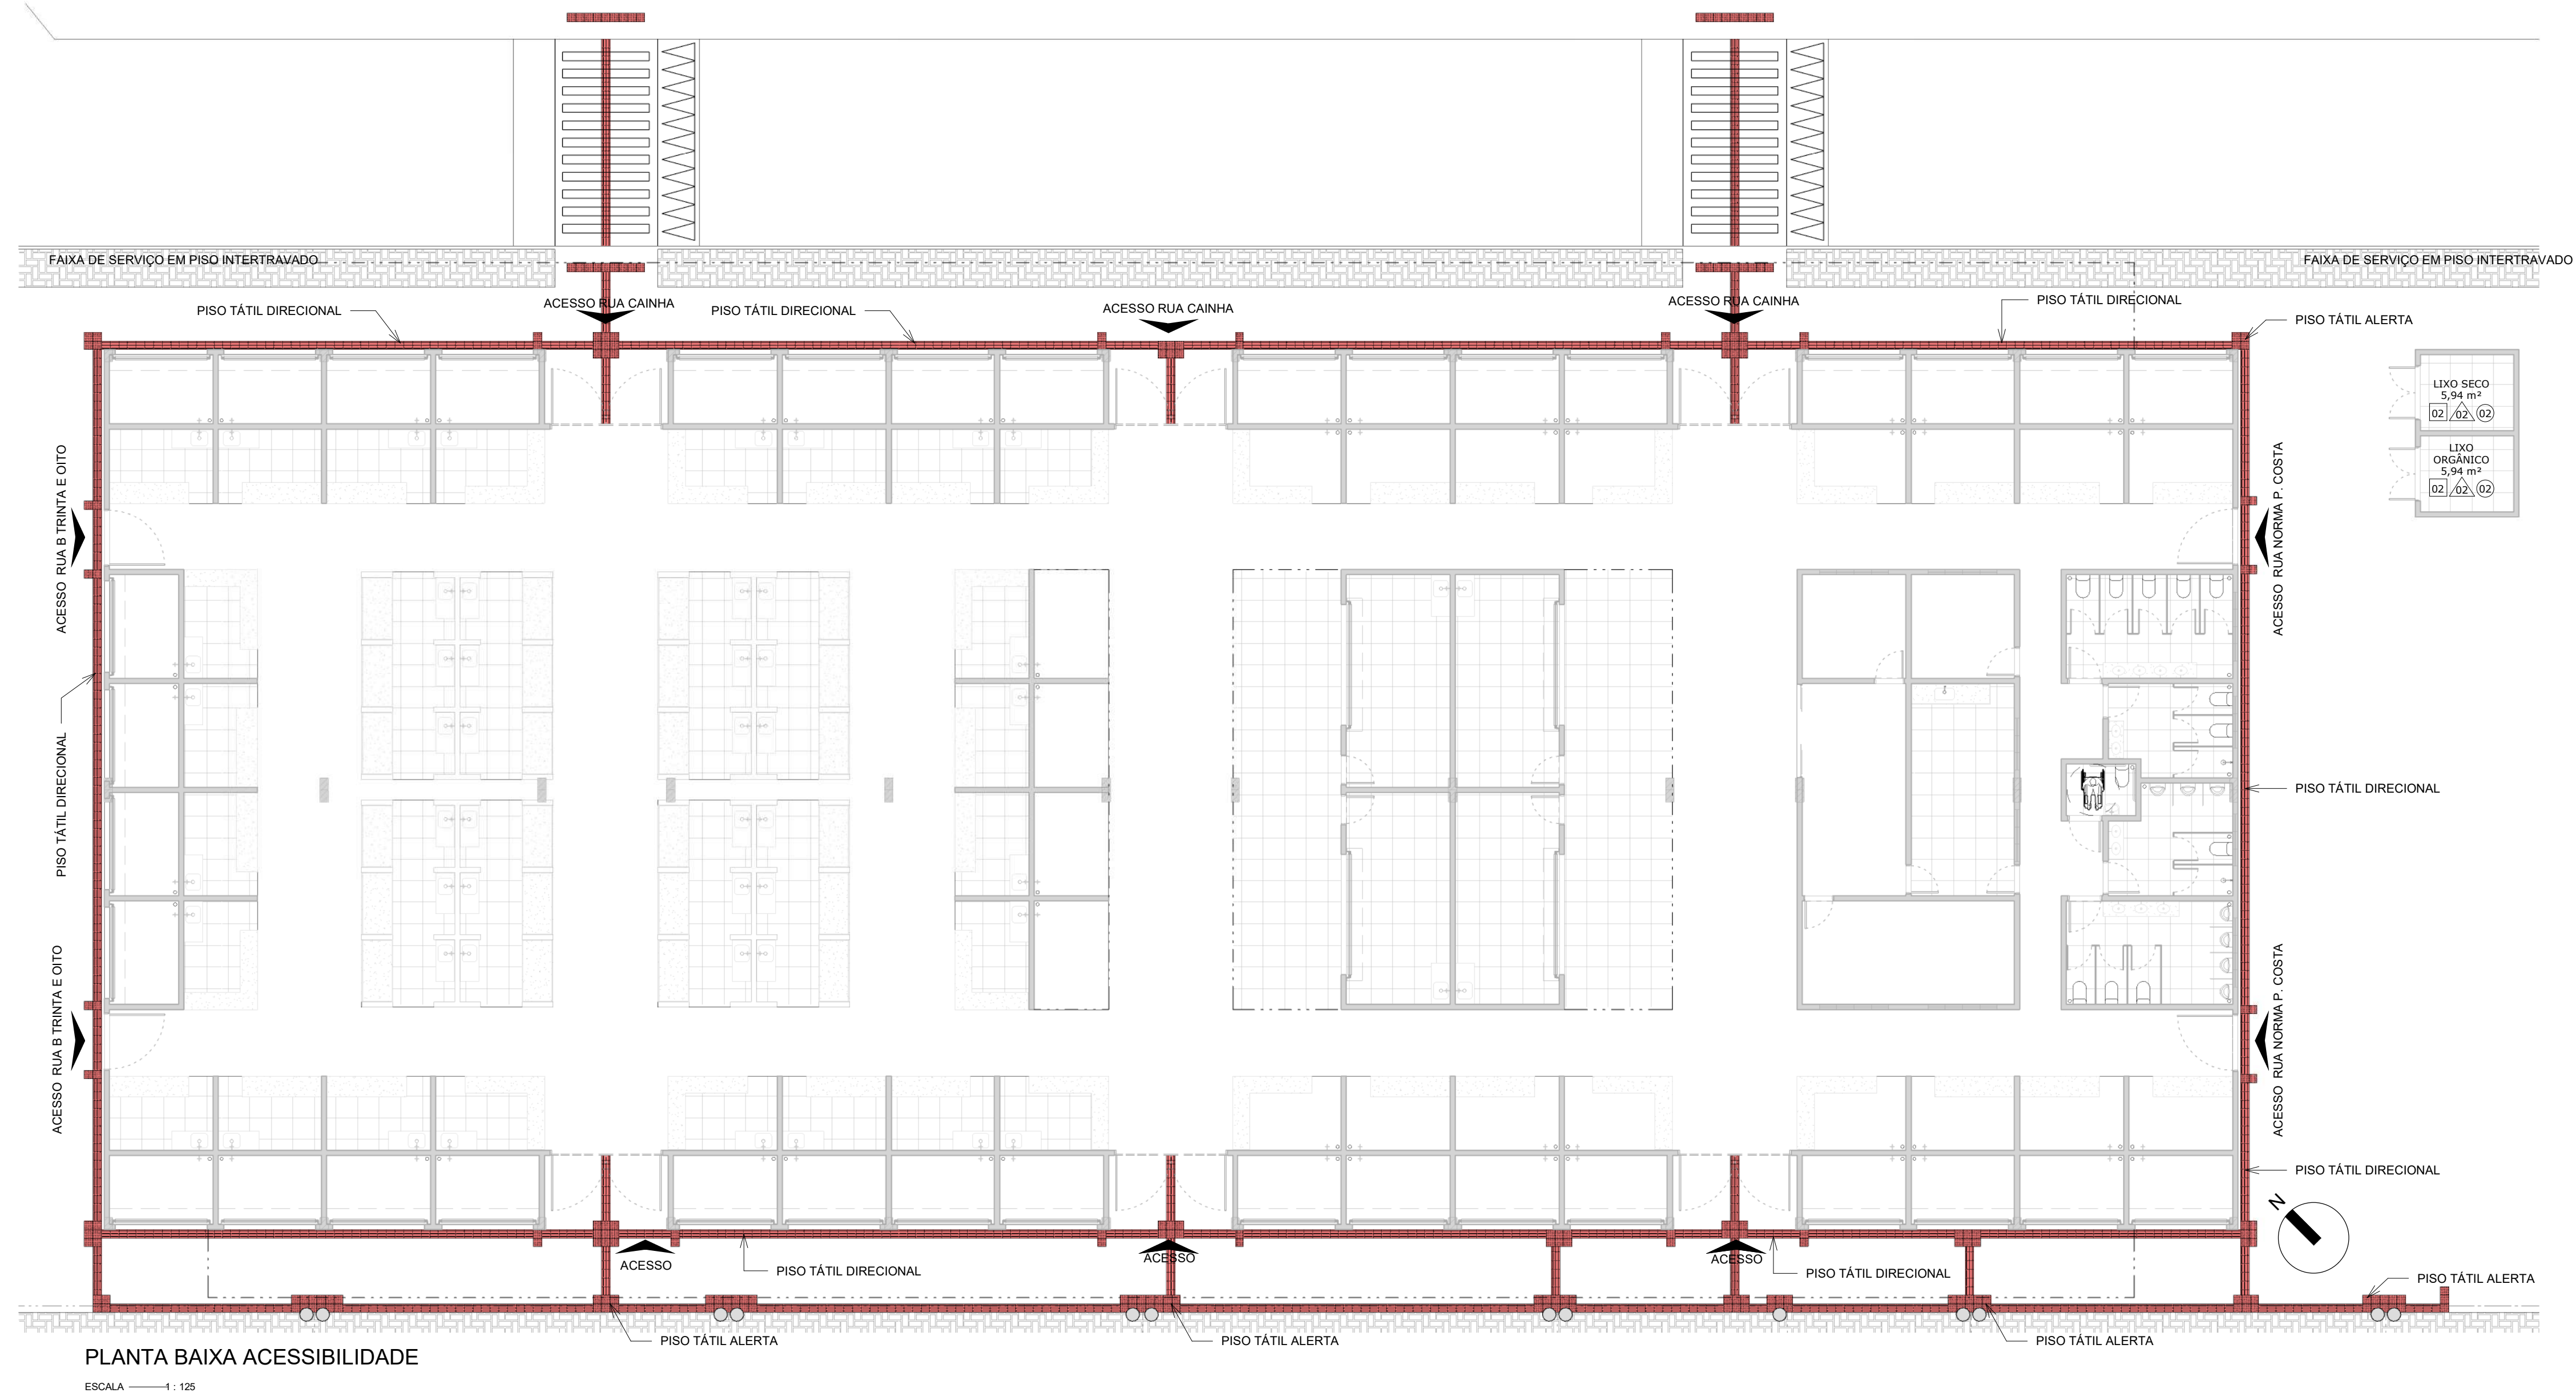 FAIXA DE SERVIÇO EM PISO INTERTRAVADO
FAIXA DE SERVIÇO EM PISO INTERTRAVADO
PISO TÁTIL DIRECIONAL
ACESSO RUA CAINHA
PISO TÁTIL DIRECIONAL
ACESSO RUA CAINHA
ACESSO RUA CAINHA
PISO TÁTIL DIRECIONAL
PISO TÁTIL ALERTA
LIXO SECO
5,94 m²
02 02 02
LIXO
ORGÂNICO
5,94 m²
02 02 02
ACESSO RUA B TRINTA E OITO
ACESSO RUA NORMA P. COSTA
PISO TÁTIL DIRECIONAL
PISO TÁTIL DIRECIONAL
ACESSO RUA B TRINTA E OITO
ACESSO RUA NORMA P. COSTA
PISO TÁTIL DIRECIONAL
N
ACESSO
PISO TÁTIL DIRECIONAL
ACESSO
ACESSO
PISO TÁTIL DIRECIONAL
PISO TÁTIL ALERTA
PISO TÁTIL ALERTA
PISO TÁTIL ALERTA
PISO TÁTIL ALERTA
PLANTA BAIXA ACESSIBILIDADE
ESCALA 1 : 125